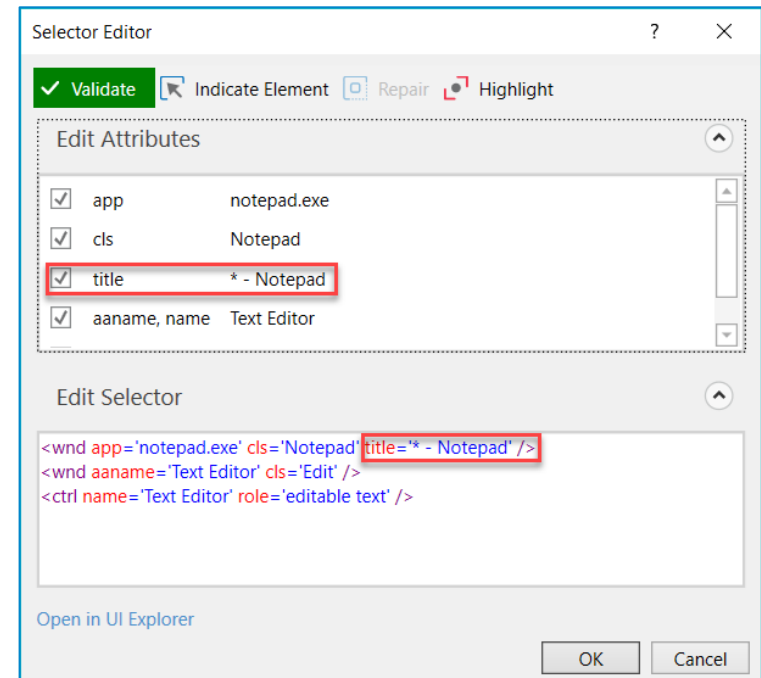 Selector Editor ?
Validate Indicate Element Repair Highlight
Edit Attributes
app notepad.exe
cls Notepad
title * - Notepad
aaname, name Text Editor
Edit Selector
<wnd app='notepad.exe' cls='Notepad' title='* - Notepad' />
<wnd aaname='Text Editor' cls='Edit' />
<ctrl name='Text Editor' role='editable text' />
Open in UI Explorer
OK Cancel